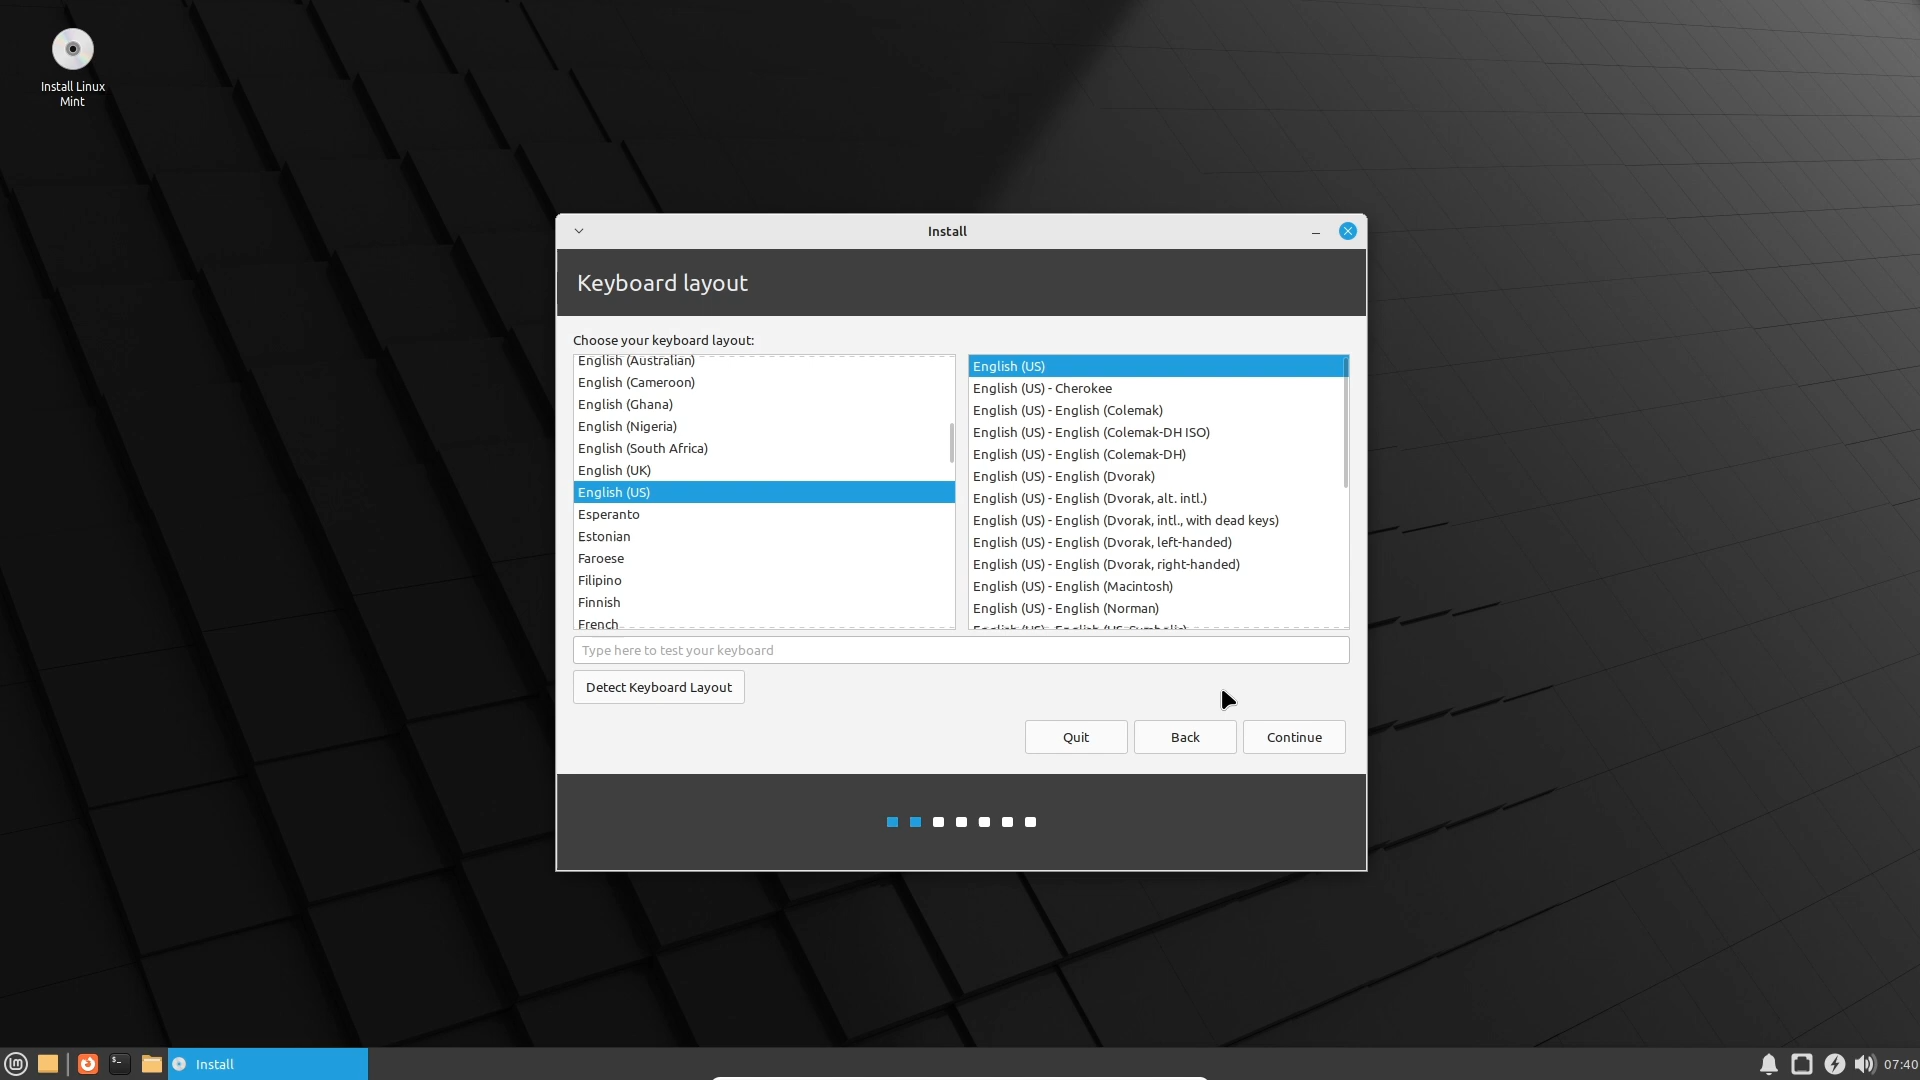 Install Linux
Mint
Install
Keyboard layout
Choose your keyboard layout:
English (Australian)
English (Cameroon)
English (Ghana)
English (Nigeria)
English (South Africa)
English (UK)
English (US)
Esperanto
Estonian
Faroese
Filipino
Finnish
French
English (US)
English (US) - Cherokee
English (US) - English (Colemak)
English (US) - English (Colemak-DH ISO)
English (US) - English (Colemak-DH)
English (US) - English (Dvorak)
English (US) - English (Dvorak, alt. intl.)
English (US) - English (Dvorak, intl., with dead keys)
English (US) - English (Dvorak, left-handed)
English (US) - English (Dvorak, right-handed)
English (US) - English (Macintosh)
English (US) - English (Norman)
English (US) - English (US, Symbolic)
Type here to test your keyboard
Detect Keyboard Layout
Quit
Back
Continue
Install
07:40